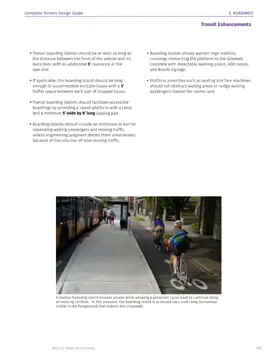 Complete Streets Design Guide
5. ROADWAYS
Transit Enhancements
• Transit boarding islands should be at least as long as
the distance between the front of the vehicle and its
back door, with an additional 5' clearance at the
rear end.
• If applicable, the boarding island should be long
enough to accommodate multiple buses with a 5'
buffer space between each pair of stopped buses.
• Transit boarding islands should facilitate accessible
boardings by providing a raised platform with a ramp
and a minimum 5' wide by 8' long loading pad.
• Boarding islands should include an enclosure or barrier
separating waiting passengers and moving traffic,
unless engineering judgment deems them unnecessary
because of low volumes of slow-moving traffic.
• Boarding islands should warrant high visibility
crossings connecting the platform to the sidewalk,
complete with detectable warning plates, ADA ramps,
and Braille signage.
• Platform amenities such as seating and fare machines
should not obstruct waiting areas or nudge waiting
passengers toward the center lane.
A median boarding island ensures access while allowing a protected cycle track to continue along
an existing corridor. In this instance, the boarding island is accessed via a curb ramp (somewhat
visible in the foreground) that adjoins the crosswalk.
Back to Table of Contents